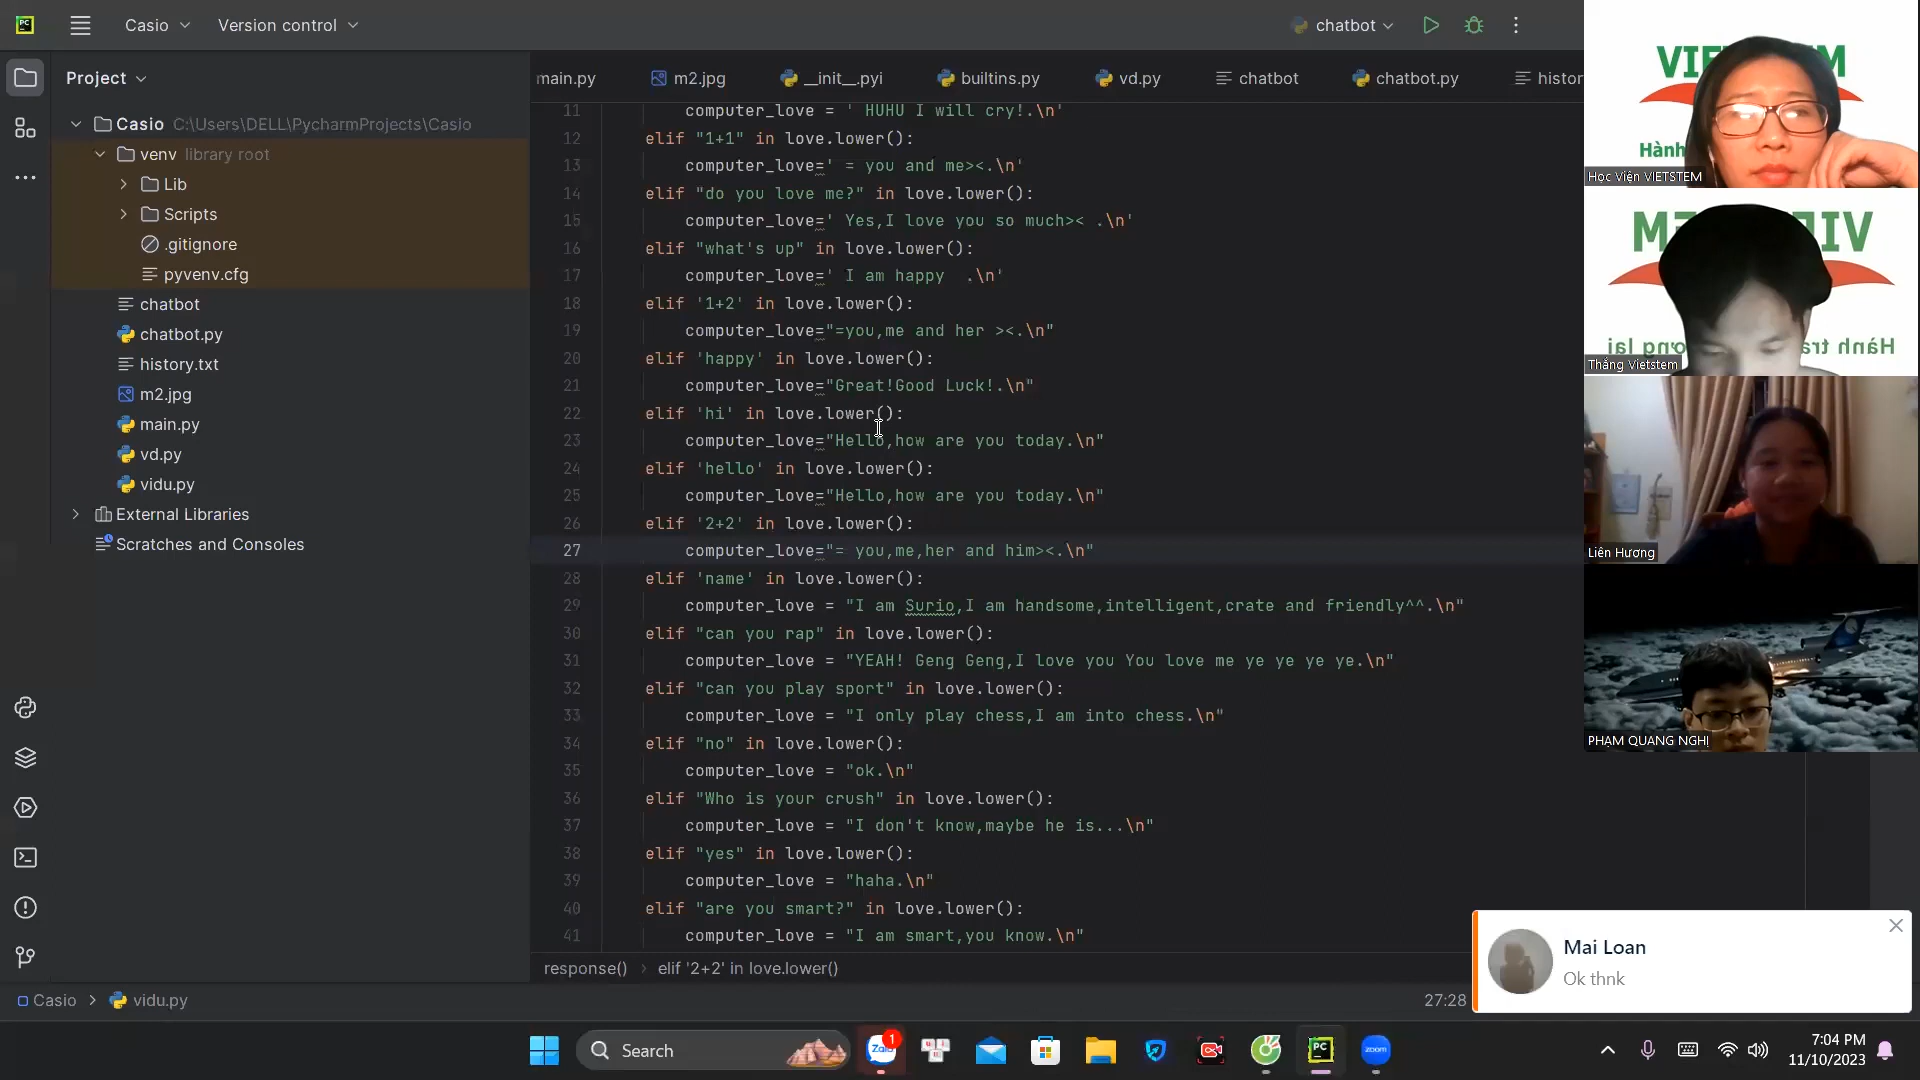 Casio
Version control
chatbot
Project
main.py
m2.jpg
__init__.pyi
builtins.py
vd.py
chatbot
chatbot.py
histor
Casio C:\Users\DELL\PycharmProjects\Casio
venv library root
Lib
Scripts
.gitignore
pyvenv.cfg
chatbot
chatbot.py
history.txt
m2.jpg
main.py
vd.py
vidu.py
External Libraries
Scratches and Consoles
11 computer_love = ' HUHU I will cry!.\n'
12 elif "1+1" in love.lower():
13 computer_love=' = you and me><.\n'
14 elif "do you love me?" in love.lower():
15 computer_love=' Yes,I love you so much>< .\n'
16 elif "what's up" in love.lower():
17 computer_love=' I am happy  .\n'
18 elif '1+2' in love.lower():
19 computer_love="=you,me and her ><.\n"
20 elif 'happy' in love.lower():
21 computer_love="Great!Good Luck!.\n"
22 elif 'hi' in love.lower():
23 computer_love="Hello,how are you today.\n"
24 elif 'hello' in love.lower():
25 computer_love="Hello,how are you today.\n"
26 elif '2+2' in love.lower():
27 computer_love="= you,me,her and him><.\n"
28 elif 'name' in love.lower():
29 computer_love = "I am Surio,I am handsome,intelligent,crate and friendly^^.\n"
30 elif "can you rap" in love.lower():
31 computer_love = "YEAH! Geng Geng,I love you You love me ye ye ye ye.\n"
32 elif "can you play sport" in love.lower():
33 computer_love = "I only play chess,I am into chess.\n"
34 elif "no" in love.lower():
35 computer_love = "ok.\n"
36 elif "Who is your crush" in love.lower():
37 computer_love = "I don't know,maybe he is...\n"
38 elif "yes" in love.lower():
39 computer_love = "haha.\n"
40 elif "are you smart?" in love.lower():
41 computer_love = "I am smart,you know.\n"
response() › elif '2+2' in love.lower()
Casio › vidu.py
27:28
Hành
Học Viện VIETSTEM
Thắng Vietstem
Liên Hương
PHẠM QUANG NGHỊ
Mai Loan
Ok thnk
Search
Zalo
1
PC
zoom
7:04 PM
11/10/2023